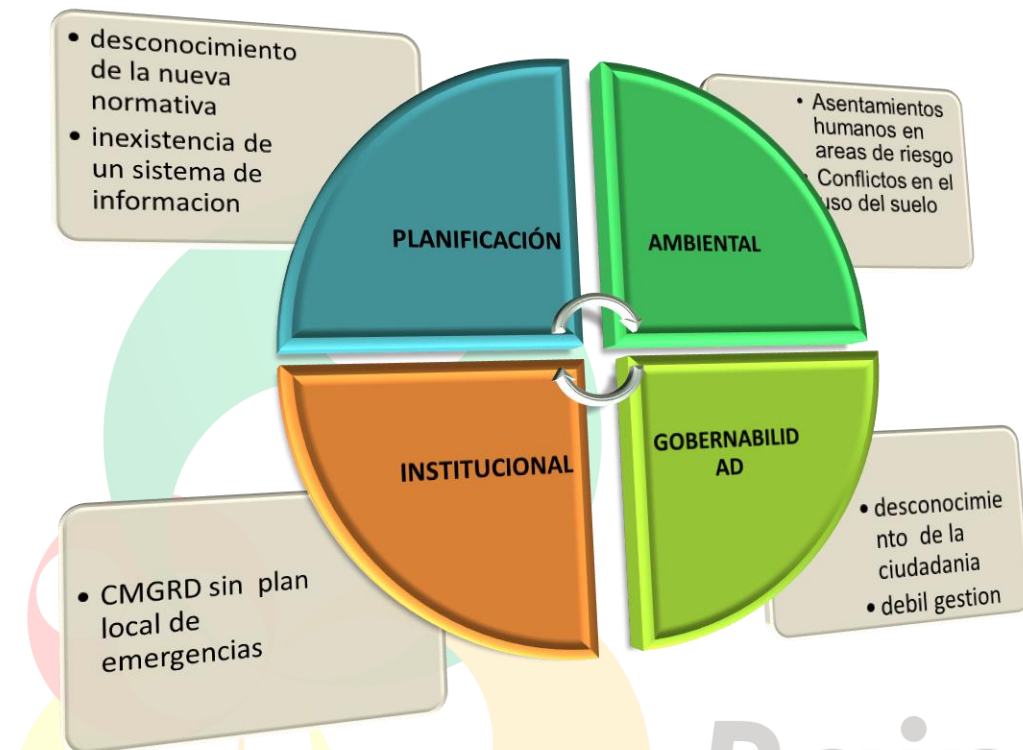 • desconocimiento
de la nueva
normativa
• inexistencia de
un sistema de
informacion
• Asentamientos
humanos en
areas de riesgo
• Conflictos en el
uso del suelo
PLANIFICACIÓN
AMBIENTAL
INSTITUCIONAL
GOBERNABILID
AD
• CMGRD sin plan
local de
emergencias
• desconocimie
nto de la
ciudadania
• debil gestion